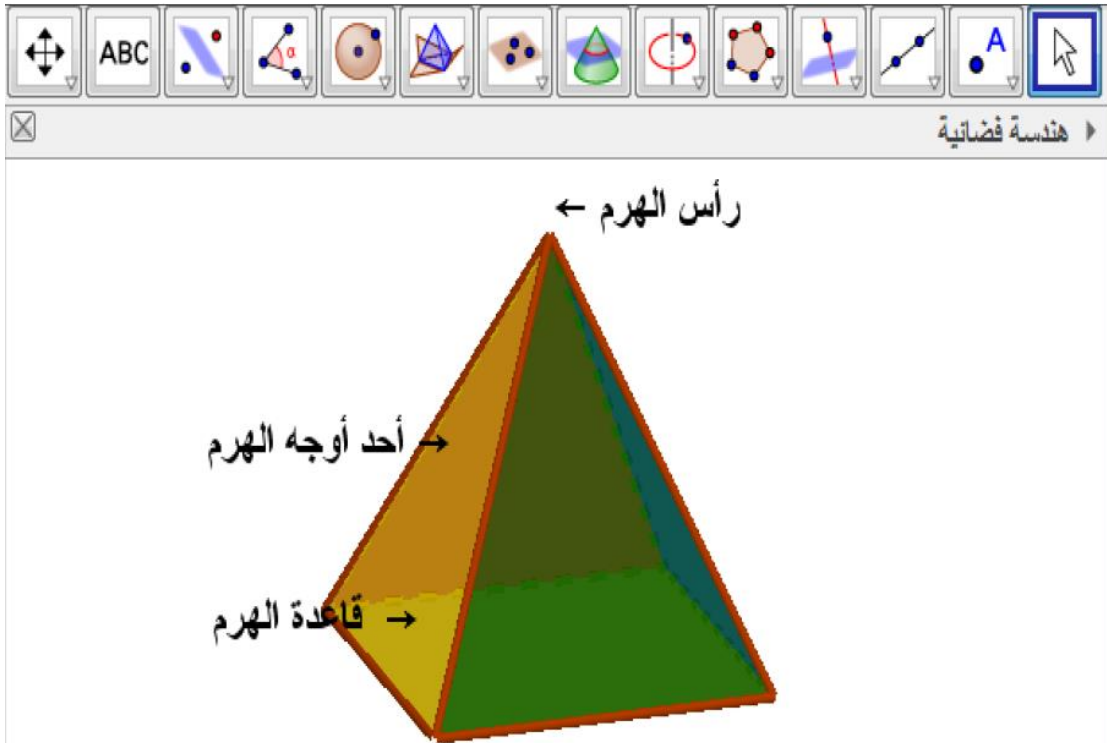 ABC
α
A
هندسة فضائية
رأس الهرم ←
→ أحد أوجه الهرم
→ قاعدة الهرم